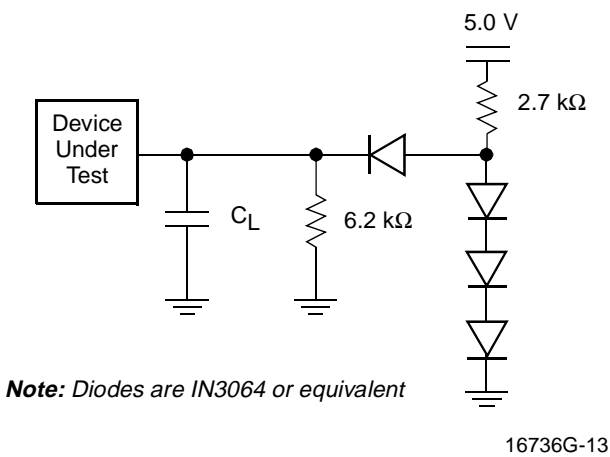 5.0 V
2.7 kΩ
Device
Under
Test
CL
6.2 kΩ
Note: Diodes are IN3064 or equivalent
16736G-13